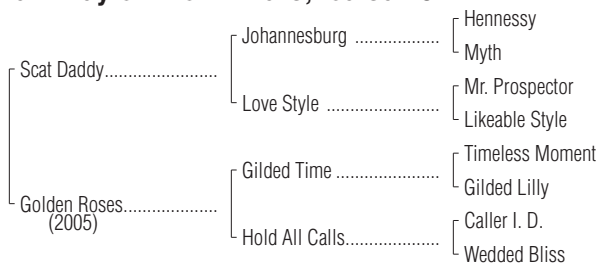 Hennessy
Johannesburg ...................
Myth
Scat Daddy.........................
Mr. Prospector
Love Style .........................
Likeable Style
Timeless Moment
Gilded Time .......................
Gilded Lilly
Golden Roses.....................
(2005)
Caller I. D.
Hold All Calls.....................
Wedded Bliss